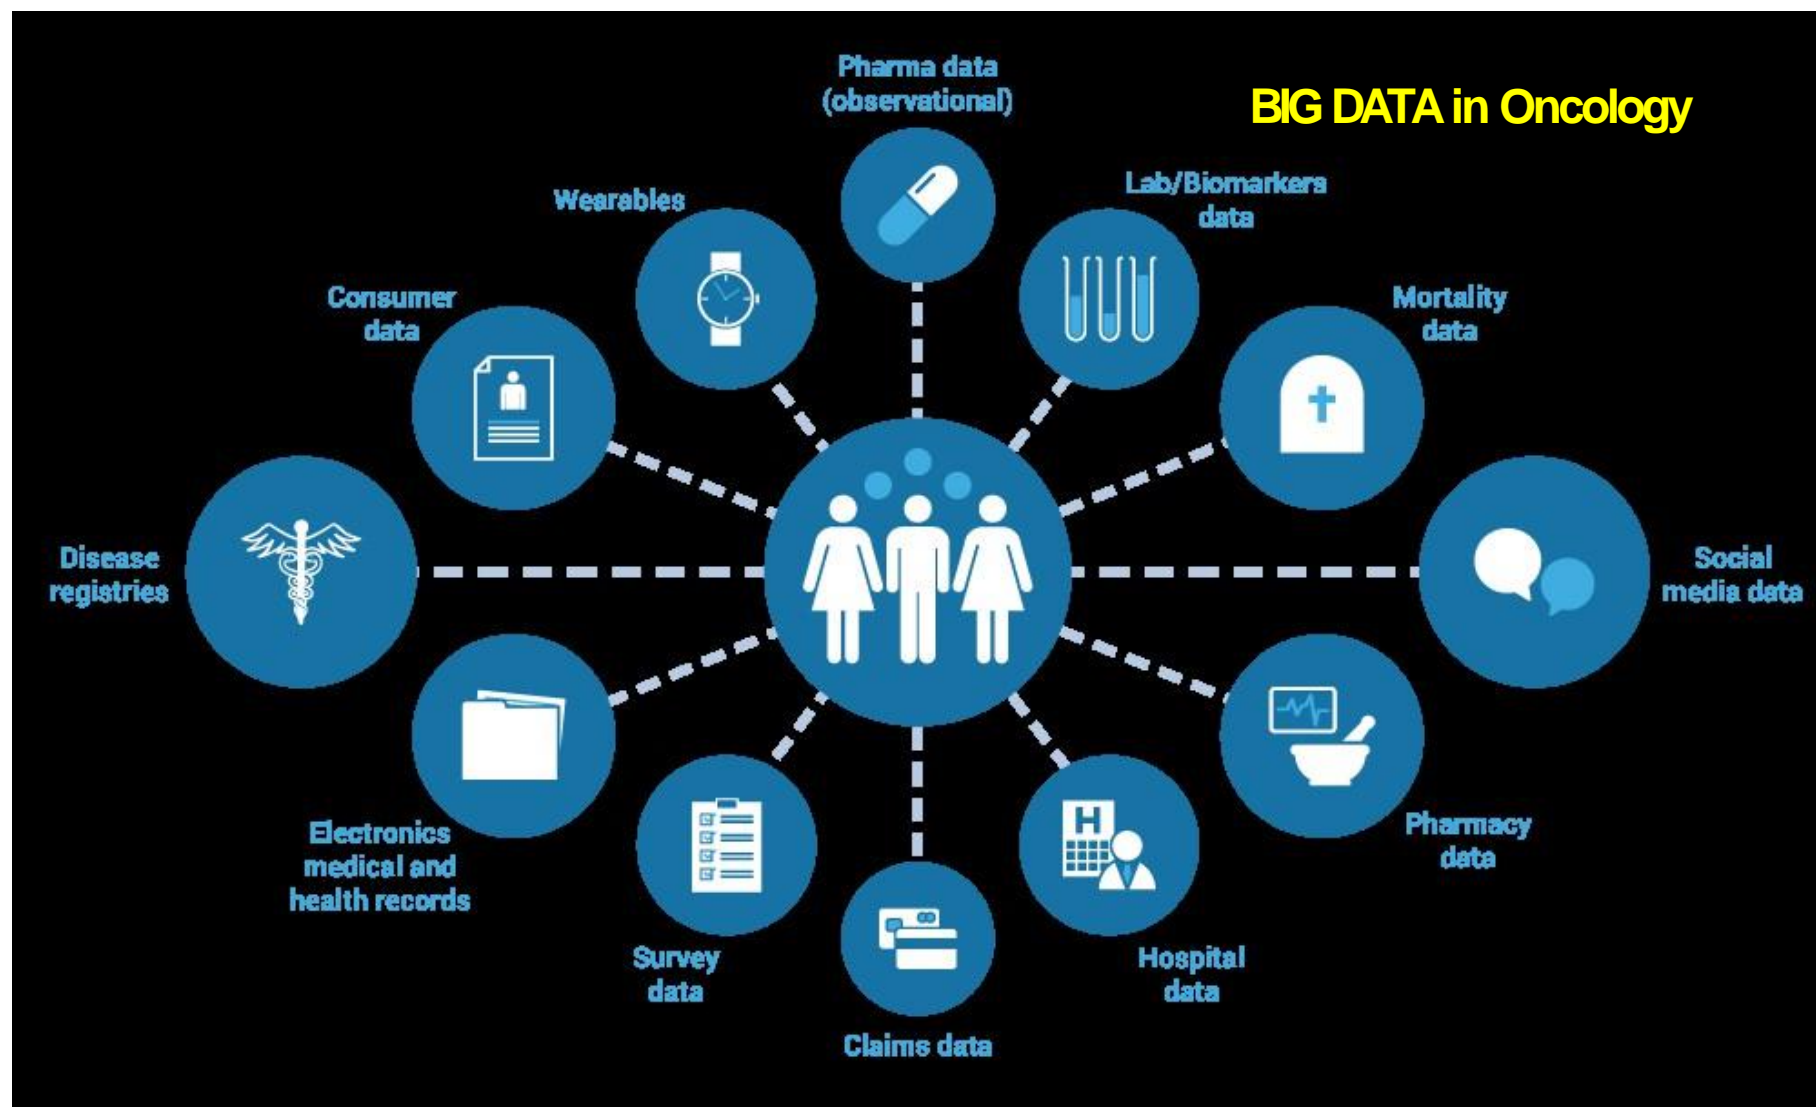 BIG DATA in Oncology
Pharma data
(observational)
Lab/Biomarkers
data
Mortality
data
Social
media data
Pharmacy
data
Hospital
data
Claims data
Survey
data
Electronics
medical and
health records
Disease
registries
Consumer
data
Wearables
H